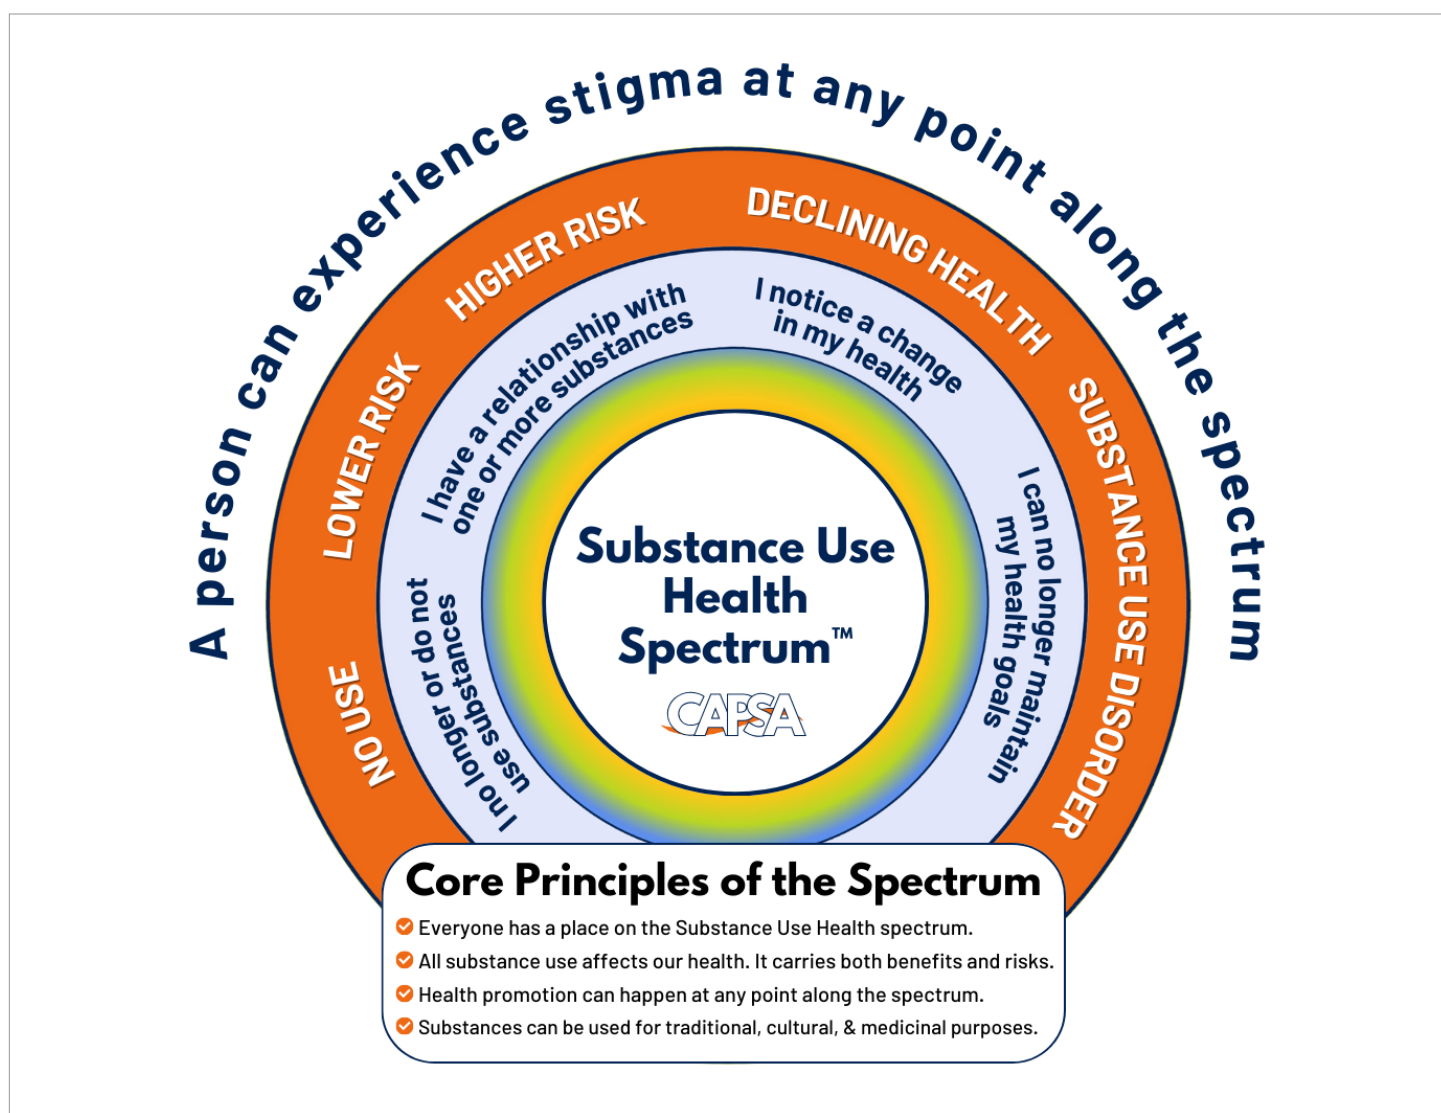 A person can experience stigma at any point along the spectrum
NO USE
LOWER RISK
HIGHER RISK
DECLINING HEALTH
SUBSTANCE USE DISORDER
I no longer or do not
use substances
I have a relationship with
one or more substances
I notice a change
in my health
I can no longer maintain
my health goals
Substance Use
Health
Spectrum™
CAPSA
Core Principles of the Spectrum
Everyone has a place on the Substance Use Health spectrum.
All substance use affects our health. It carries both benefits and risks.
Health promotion can happen at any point along the spectrum.
Substances can be used for traditional, cultural, & medicinal purposes.